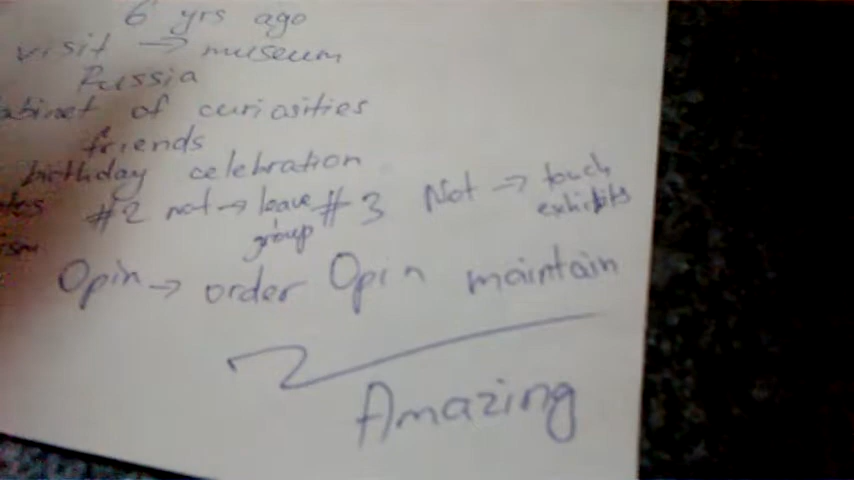 6 yrs ago
visit → museum
Russia
abinet of curiosities
friends
birthday celebration
#2 not → leave group #3 Not → touch exhibits
Opin → order Opin maintain
Amazing